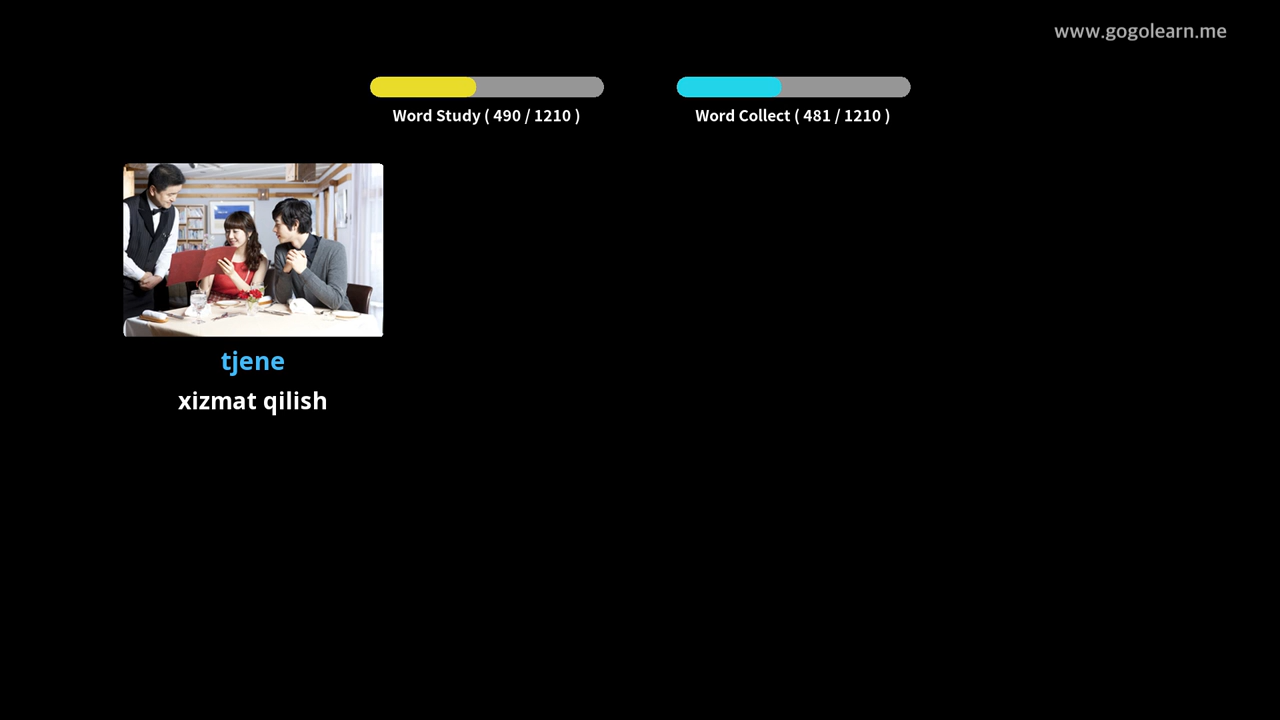 www.gogolearn.me
Word Study ( 490 / 1210 )
Word Collect ( 481 / 1210 )
tjene
xizmat qilish